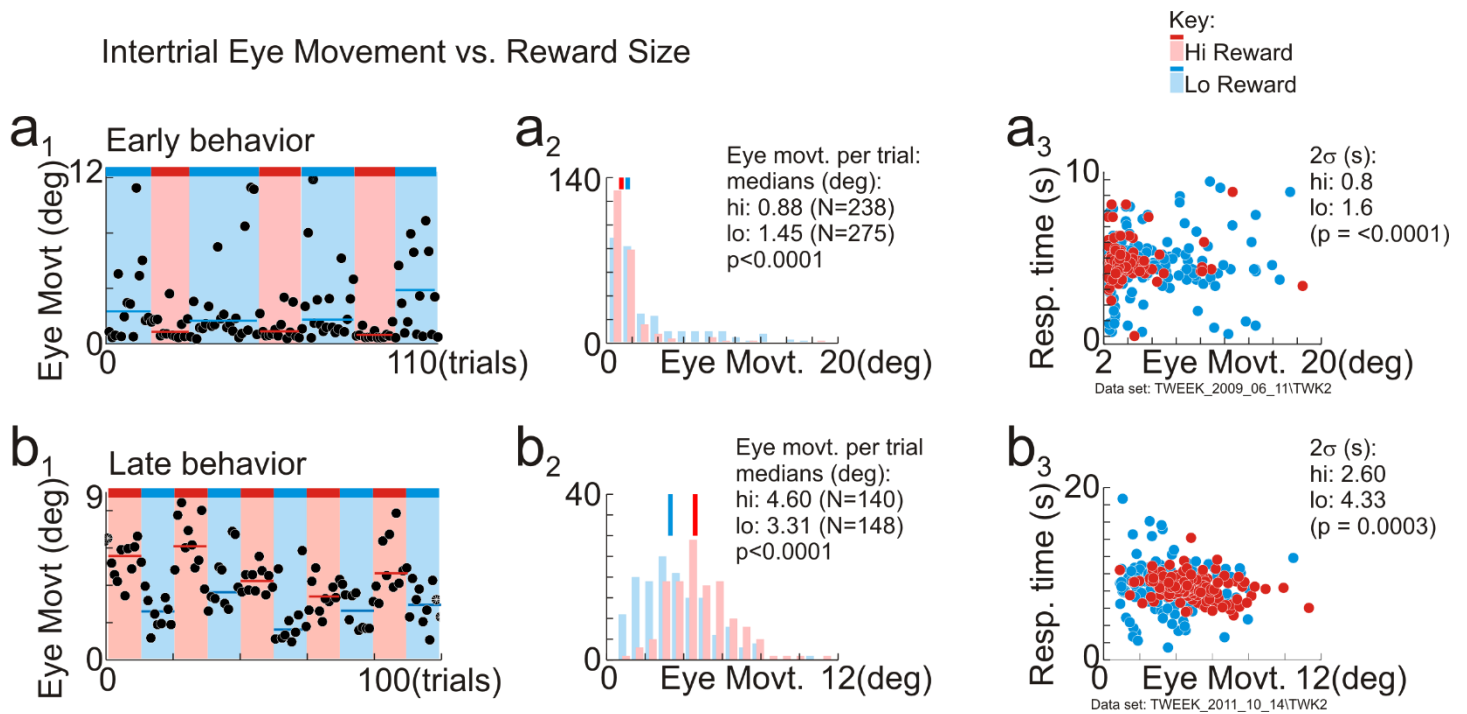 Intertrial Eye Movement vs. Reward Size
Key:
Hi Reward
Lo Reward
a1
Early behavior
Eye Movt (deg)
12
0
0
110(trials)
a2
Eye movt. per trial:
medians (deg):
hi: 0.88 (N=238)
lo: 1.45 (N=275)
p<0.0001
140
0
0
Eye Movt.
20(deg)
a3
2σ (s):
hi: 0.8
lo: 1.6
(p = <0.0001)
Resp. time (s)
10
0
2
Eye Movt.
20(deg)
Data set: TWEEK_2009_06_11\TWK2
b1
Late behavior
Eye Movt (deg)
9
0
0
100(trials)
b2
Eye movt. per trial
medians (deg):
hi: 4.60 (N=140)
lo: 3.31 (N=148)
p<0.0001
40
0
0
Eye Movt.
12(deg)
b3
2σ (s):
hi: 2.60
lo: 4.33
(p = 0.0003)
Resp. time (s)
20
0
0
Eye Movt.
12(deg)
Data set: TWEEK_2011_10_14\TWK2